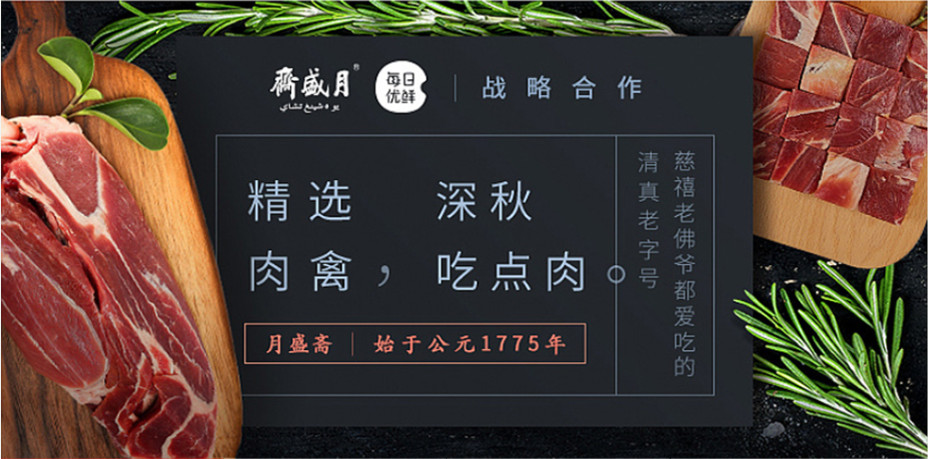 齋盛月®
每日优鲜
战略合作
精选 深秋
肉禽，吃点肉。
慈禧老佛爷都爱吃的
清真老字号
月盛斋 | 始于公元1775年